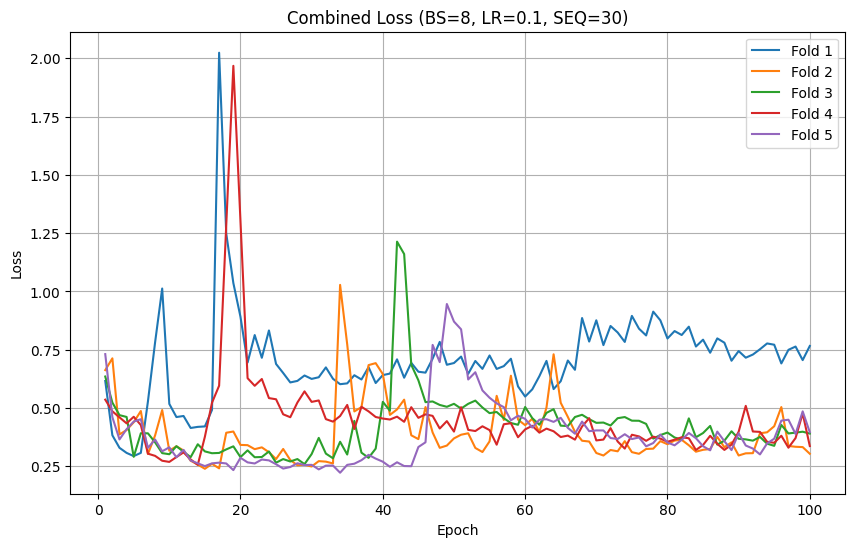 Combined Loss (BS=8, LR=0.1, SEQ=30)
Fold 1
Fold 2
Fold 3
Fold 4
Fold 5
2.00
1.75
1.50
1.25
1.00
0.75
0.50
0.25
Loss
0 20 40 60 80 100
Epoch